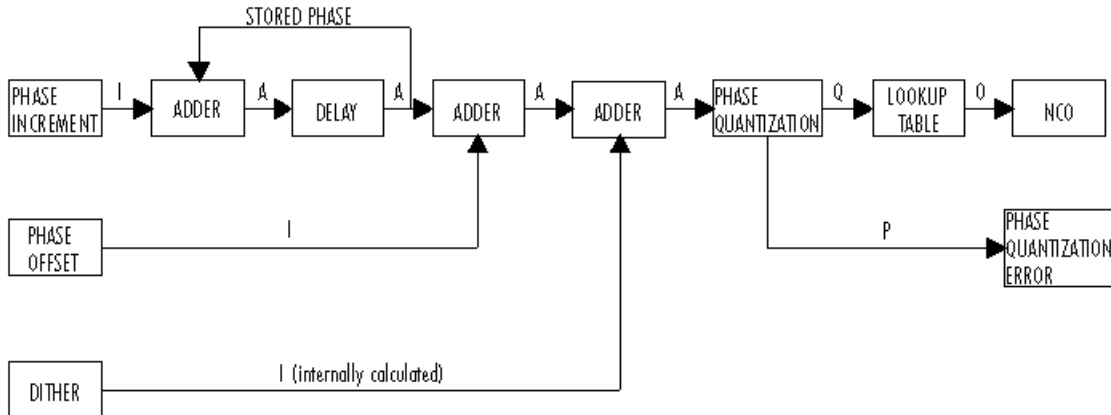 STORED PHASE
PHASE
INCREMENT
I
ADDER
A
DELAY
A
ADDER
A
ADDER
A
PHASE
QUANTIZATION
Q
LOOKUP
TABLE
O
NCO
PHASE
OFFSET
I
P
PHASE
QUANTIZATION
ERROR
DITHER
I (internally calculated)